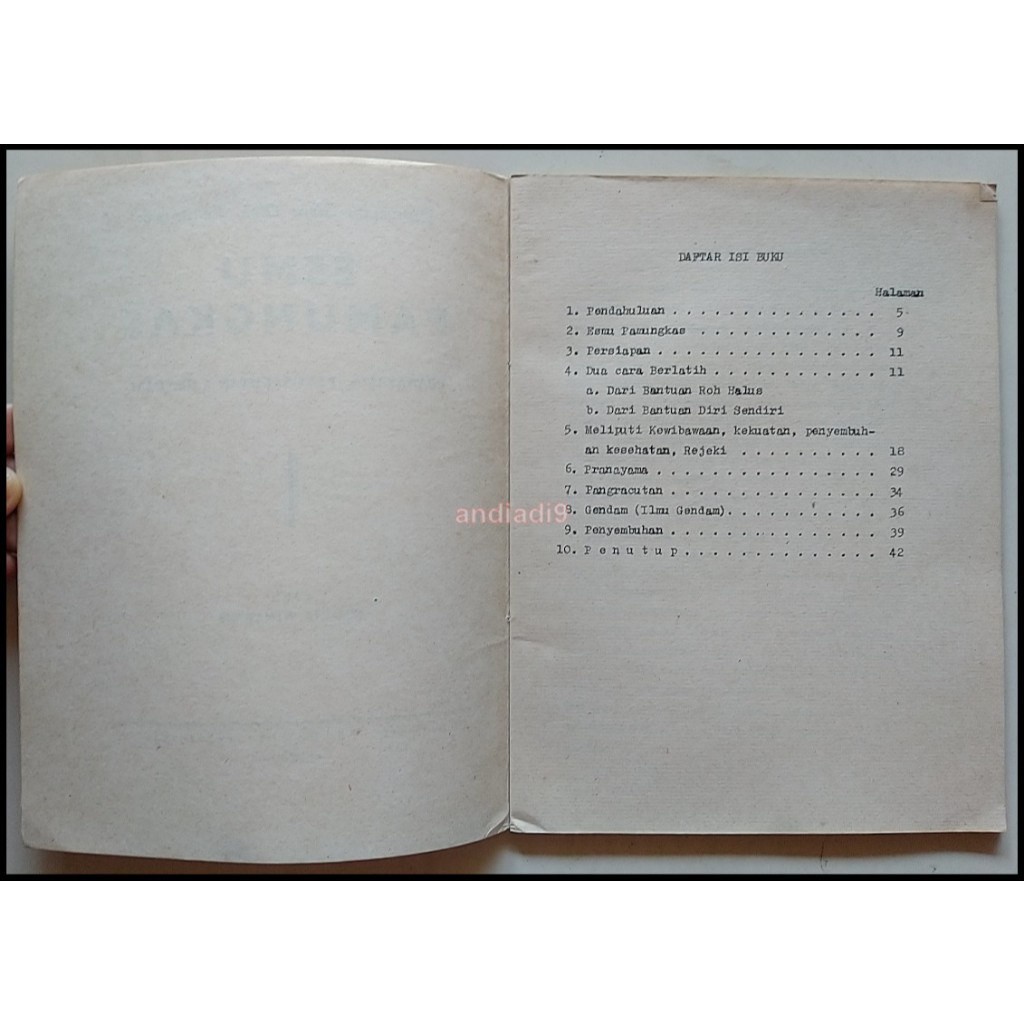 DAFTAR ISI BUKU
Halaman
1. Pendahuluan . . . . . . . . . . . . . . . 5
2. Esmu Pamungkas . . . . . . . . . . . . . 9
3. Persiapan . . . . . . . . . . . . . . . . 11
4. Dua cara Berlatih . . . . . . . . . . . . 11
a. Dari Bantuan Roh Halus
b. Dari Bantuan Diri Sendiri
5. Meliputi Kewibawaan, kekuatan, penyembuh-
an kesehatan, Rejeki . . . . . . . . . . 18
6. Pranayama . . . . . . . . . . . . . . . . 29
7. Pangracutan . . . . . . . . . . . . . . . 34
8. Gendam (Ilmu Gendam). . . . . . . . . . . 36
9. Penyembuhan . . . . . . . . . . . . . . . 39
10. P e n u t u p . . . . . . . . . . . . . . 42
andiadi9